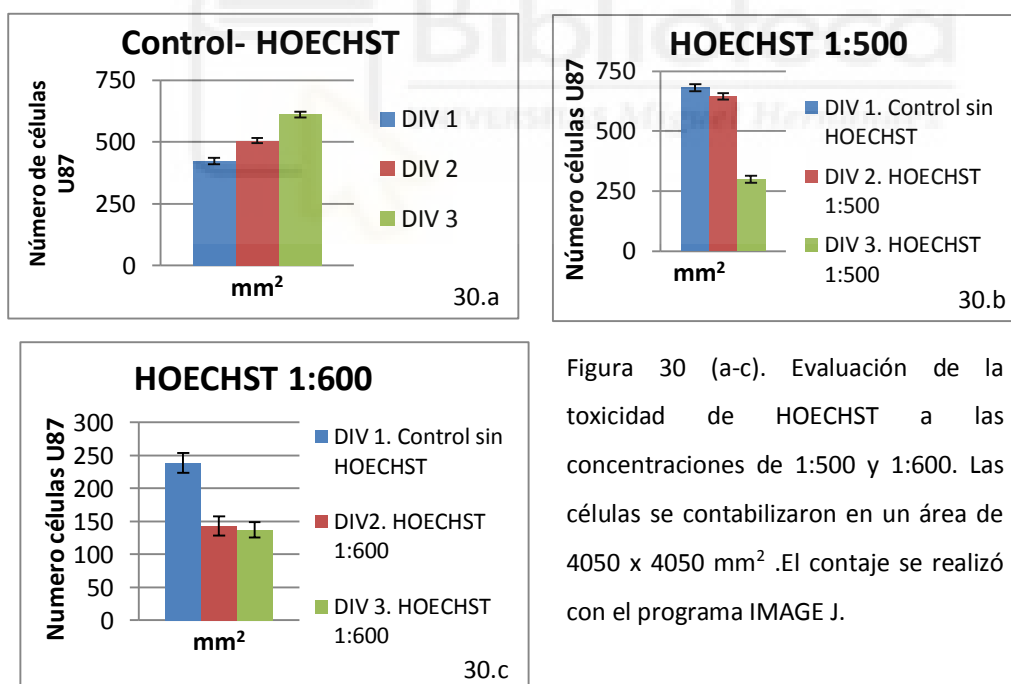 Biblioteca
UNIVERSITAS Miguel Hernández
Control- HOECHST
Número de células
U87
750
500
250
0
mm²
DIV 1
DIV 2
DIV 3
30.a
HOECHST 1:500
Número células U87
750
500
250
0
mm²
DIV 1. Control sin
HOECHST
DIV 2. HOECHST
1:500
DIV 3. HOECHST
1:500
30.b
HOECHST 1:600
Numero células U87
300
250
200
150
100
50
0
mm²
DIV 1. Control sin
HOECHST
DIV2. HOECHST
1:600
DIV 3. HOECHST
1:600
30.c
Figura 30 (a-c). Evaluación de la
toxicidad de HOECHST a las
concentraciones de 1:500 y 1:600. Las
células se contabilizaron en un área de
4050 x 4050 mm² .El contaje se realizó
con el programa IMAGE J.